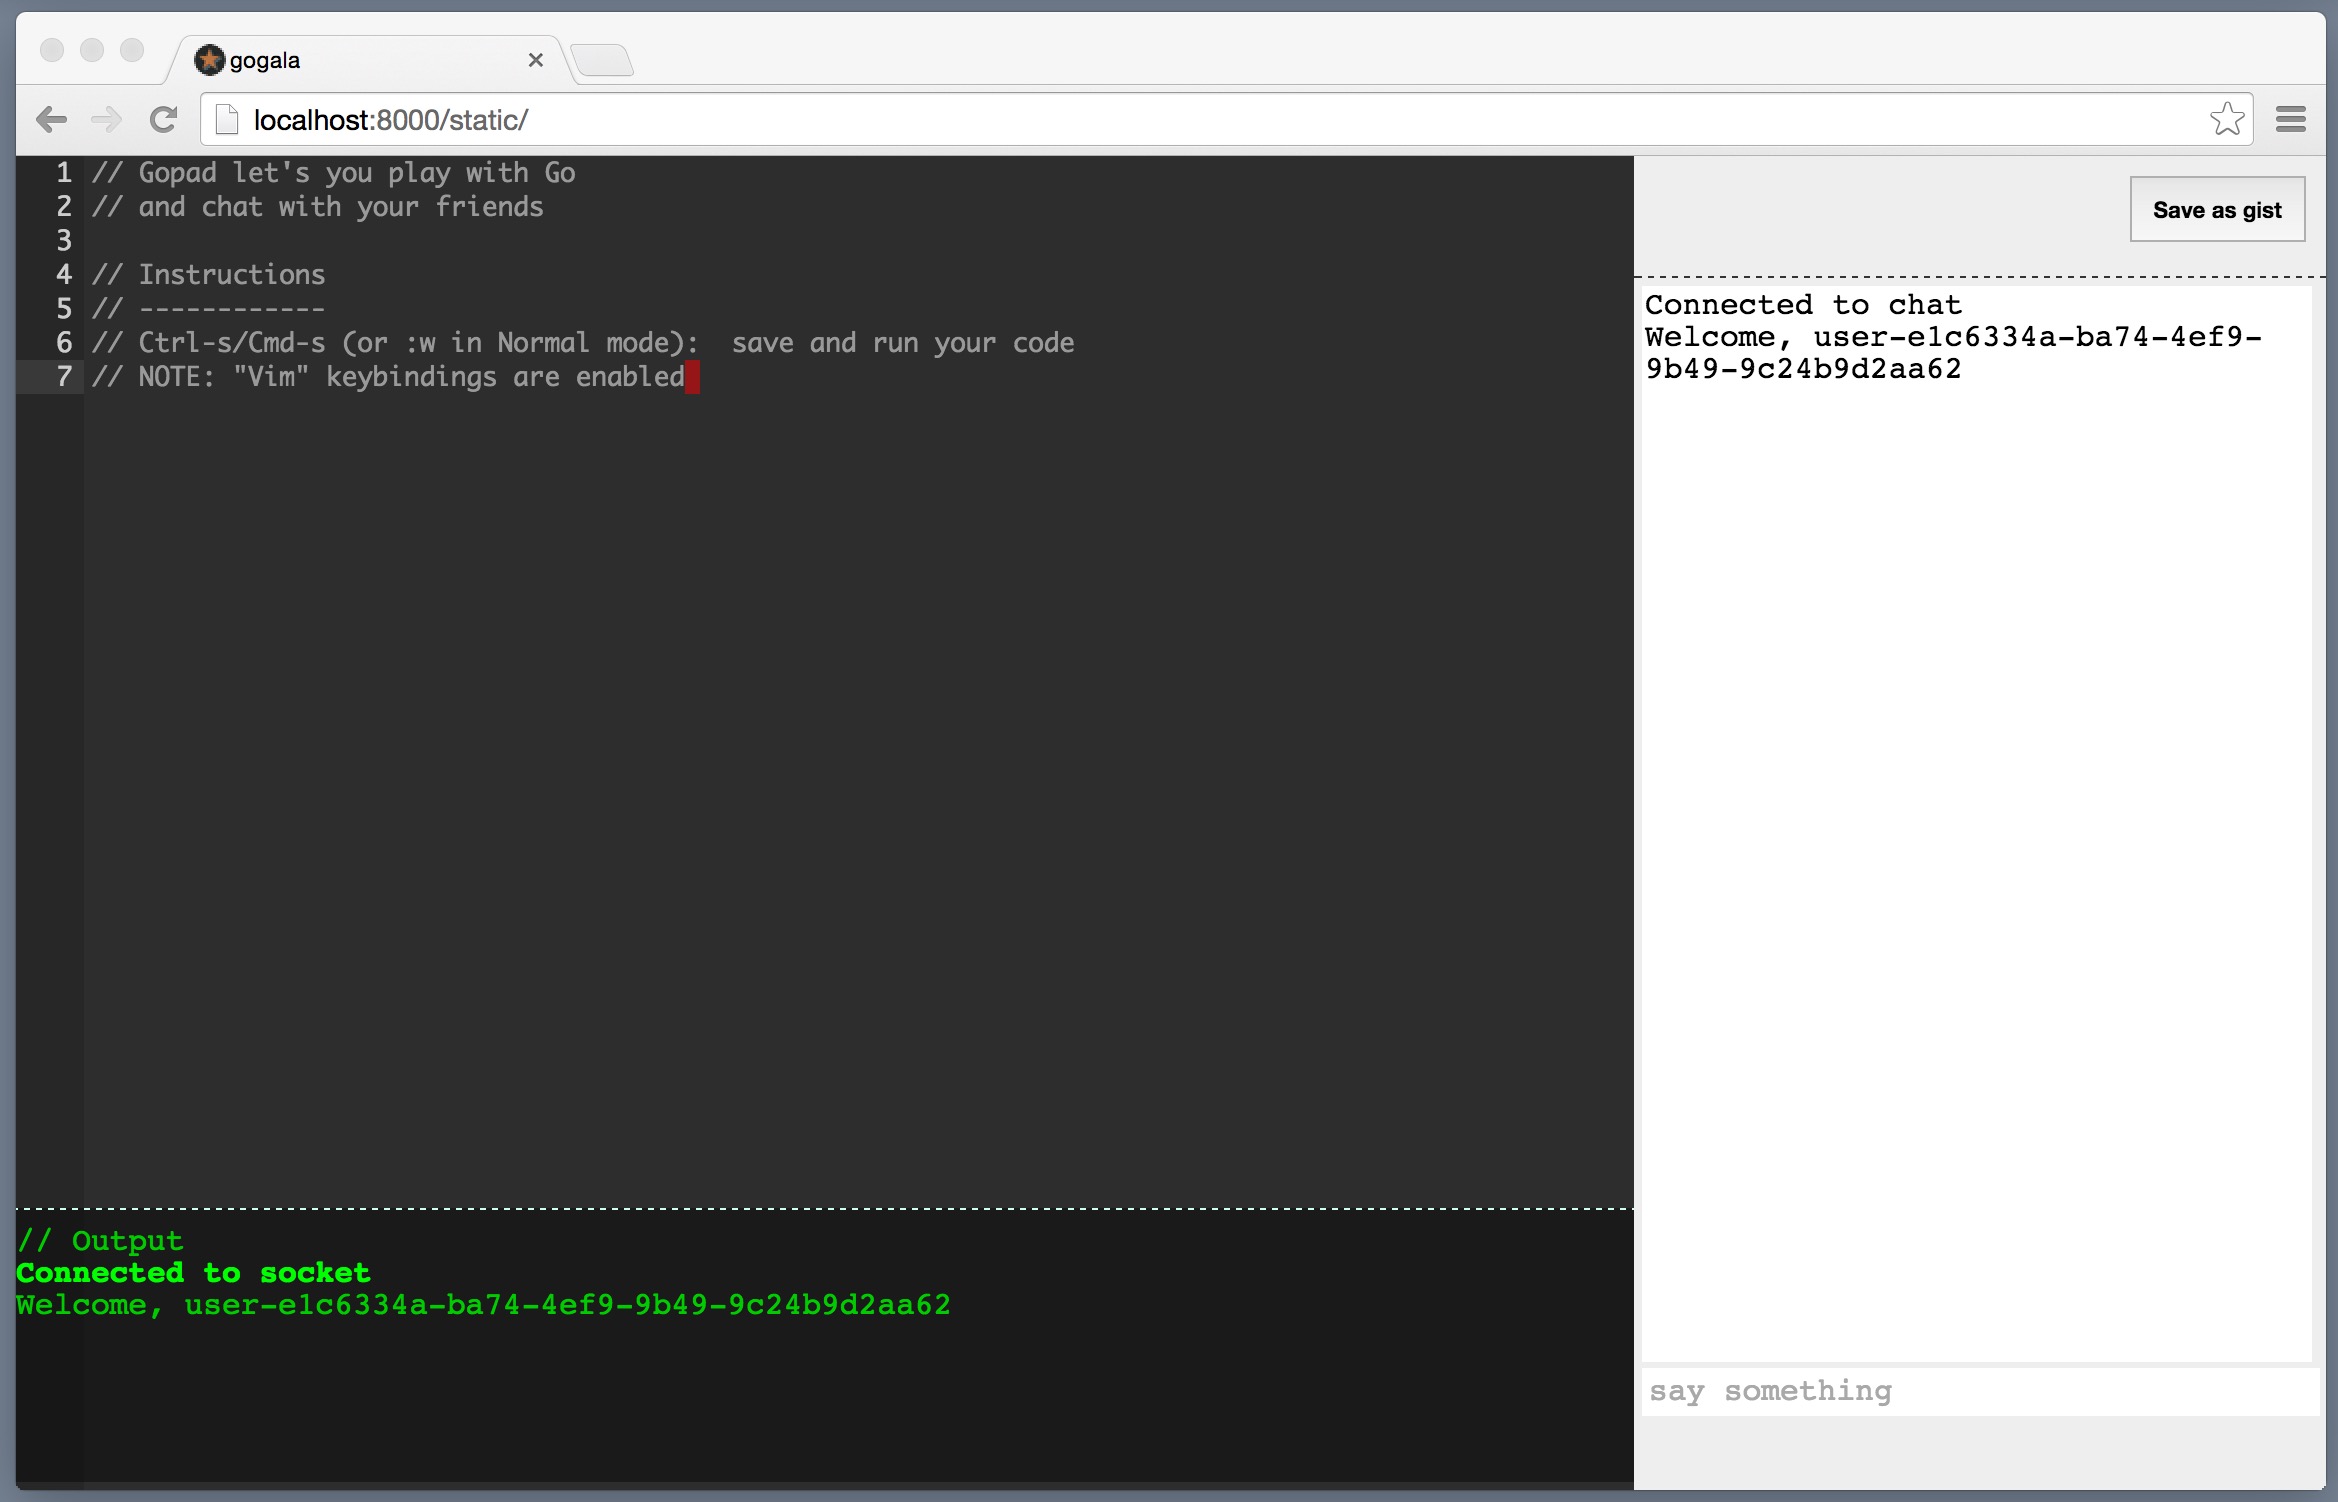 gogala
localhost:8000/static/
1 // Gopad let's you play with Go
2 // and chat with your friends
3
4 // Instructions
5 // ------------
6 // Ctrl-s/Cmd-s (or :w in Normal mode):  save and run your code
7 // NOTE: "Vim" keybindings are enabled
// Output
Connected to socket
Welcome, user-e1c6334a-ba74-4ef9-9b49-9c24b9d2aa62
Save as gist
Connected to chat
Welcome, user-e1c6334a-ba74-4ef9-
9b49-9c24b9d2aa62
say something